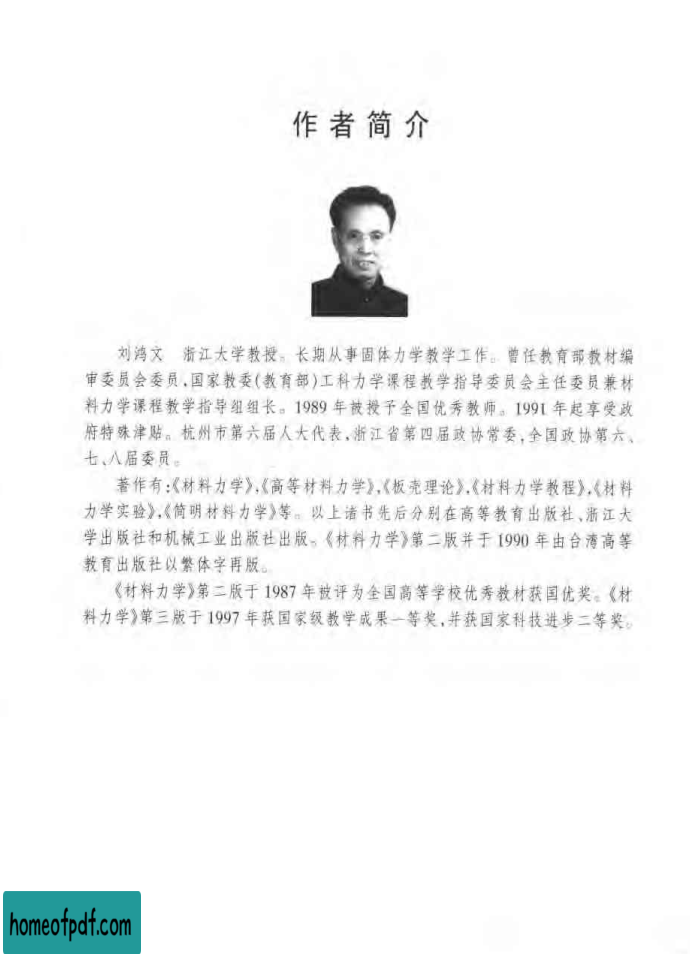 作者简介
刘鸿文 浙江大学教授。长期从事固体力学教学工作。曾任教育部教材编
审委员会委员,国家教委(教育部)工科力学课程教学指导委员会主任委员兼材
料力学课程教学指导组组长。1989年被授予全国优秀教师。1991年起享受政
府特殊津贴。杭州市第六届人大代表,浙江省第四届政协常委,全国政协第六、
七、八届委员。
著作有:《材料力学》,《高等材料力学》,《板壳理论》,《材料力学教程》,《材料
力学实验》,《简明材料力学》等。以上诸书先后分别在高等教育出版社、浙江大
学出版社和机械工业出版社出版。《材料力学》第二版并于1990年由台湾高等
教育出版社以繁体字再版。
《材料力学》第二版于1987年被评为全国高等学校优秀教材获国优奖。《材
料力学》第三版于1997年获国家级教学成果一等奖,并获国家科技进步二等奖。
homeofpdf.com